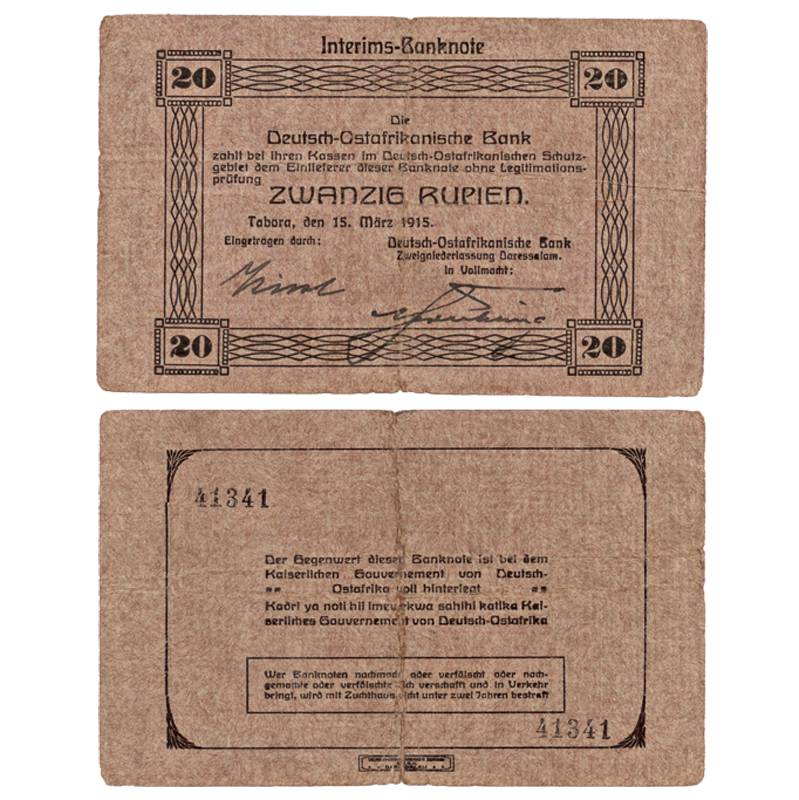 Interims-Banknote
20 20
Die
Deutsch-Ostafrikanische Bank
zahlt bei ihren Kassen im Deutsch-Ostafrikanischen Schutz-
gebiet dem Einlieferer dieser Banknote ohne Legitimations-
prüfung
ZWANZIG RUPIEN.
Tabora, den 15. März 1915.
Eingetragen durch:
Deutsch-Ostafrikanische Bank
Zweigniederlassung Daressalam.
in Vollmacht:
20 20
41341
Der Gegenwert dieser Banknote ist bei dem
Kaiserlichen Gouvernement von Deutsch-
Ostafrika voll hinterlegt
Kadri ya noti hii imewekwa sahihi katika Kai-
serliches Gouvernement von Deutsch-Ostafrika
Wer Banknoten nachmacht oder verfälscht oder nach-
gemachte oder verfälschte sich verschafft und in Verkehr
bringt, wird mit Zuchthaus nicht unter zwei Jahren bestraft
41341